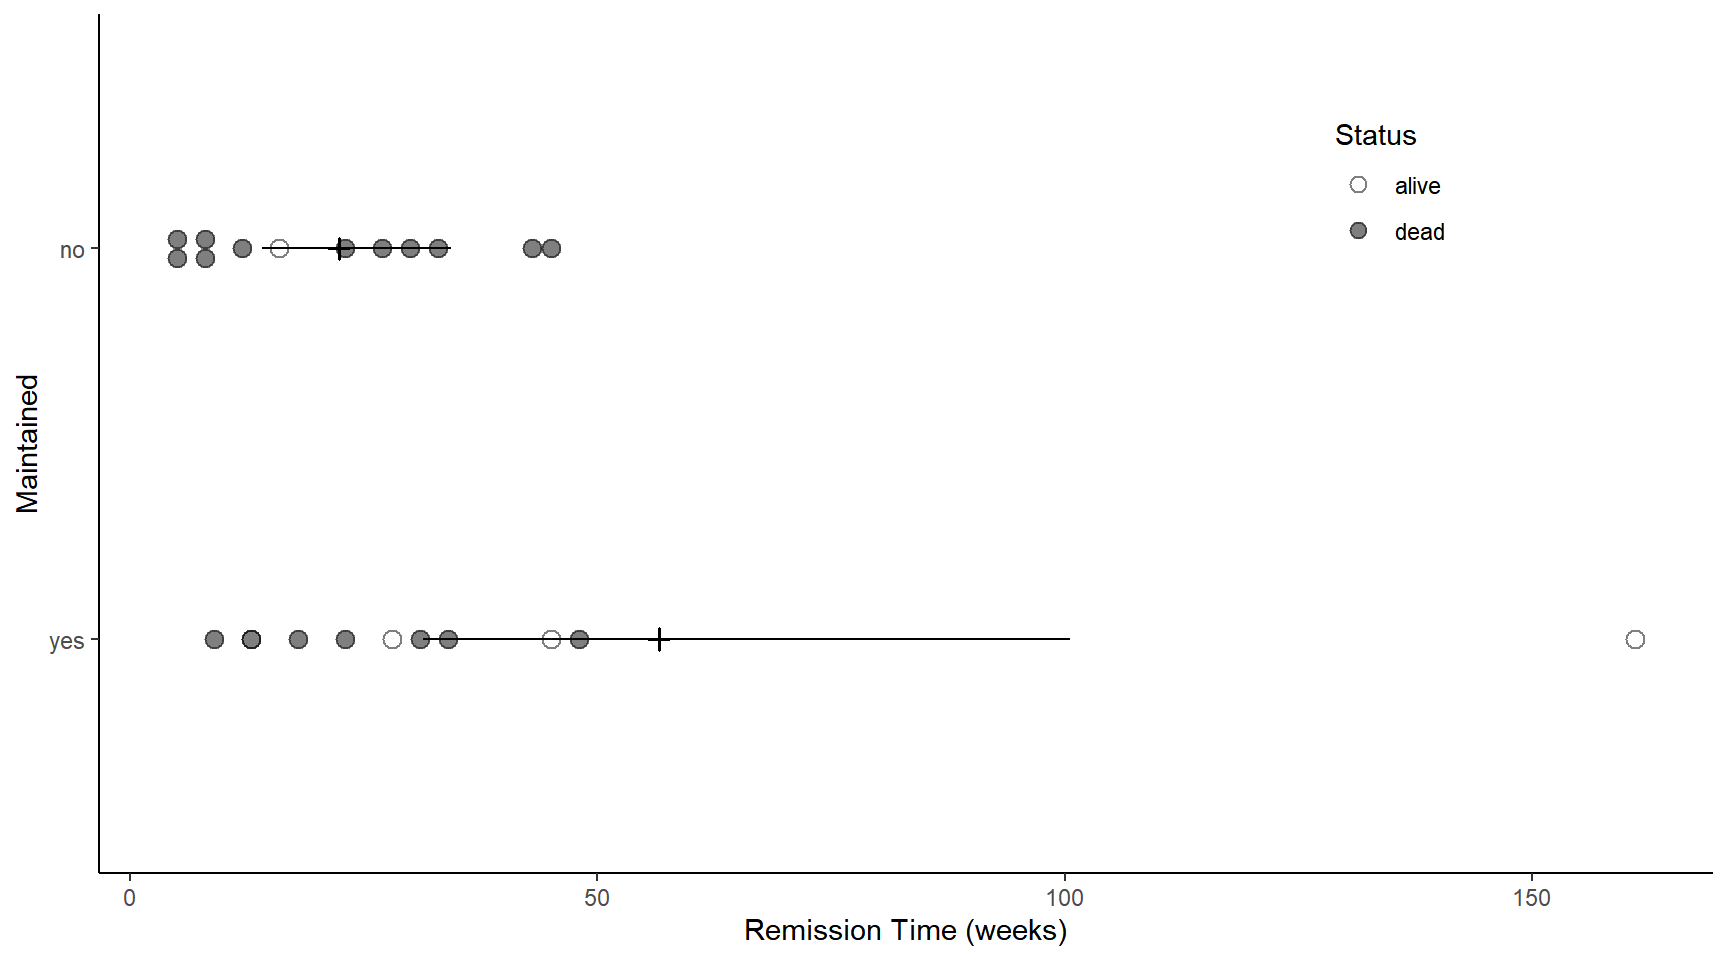 Status
alive
dead
no
yes
Maintained
0 50 100 150
Remission Time (weeks)